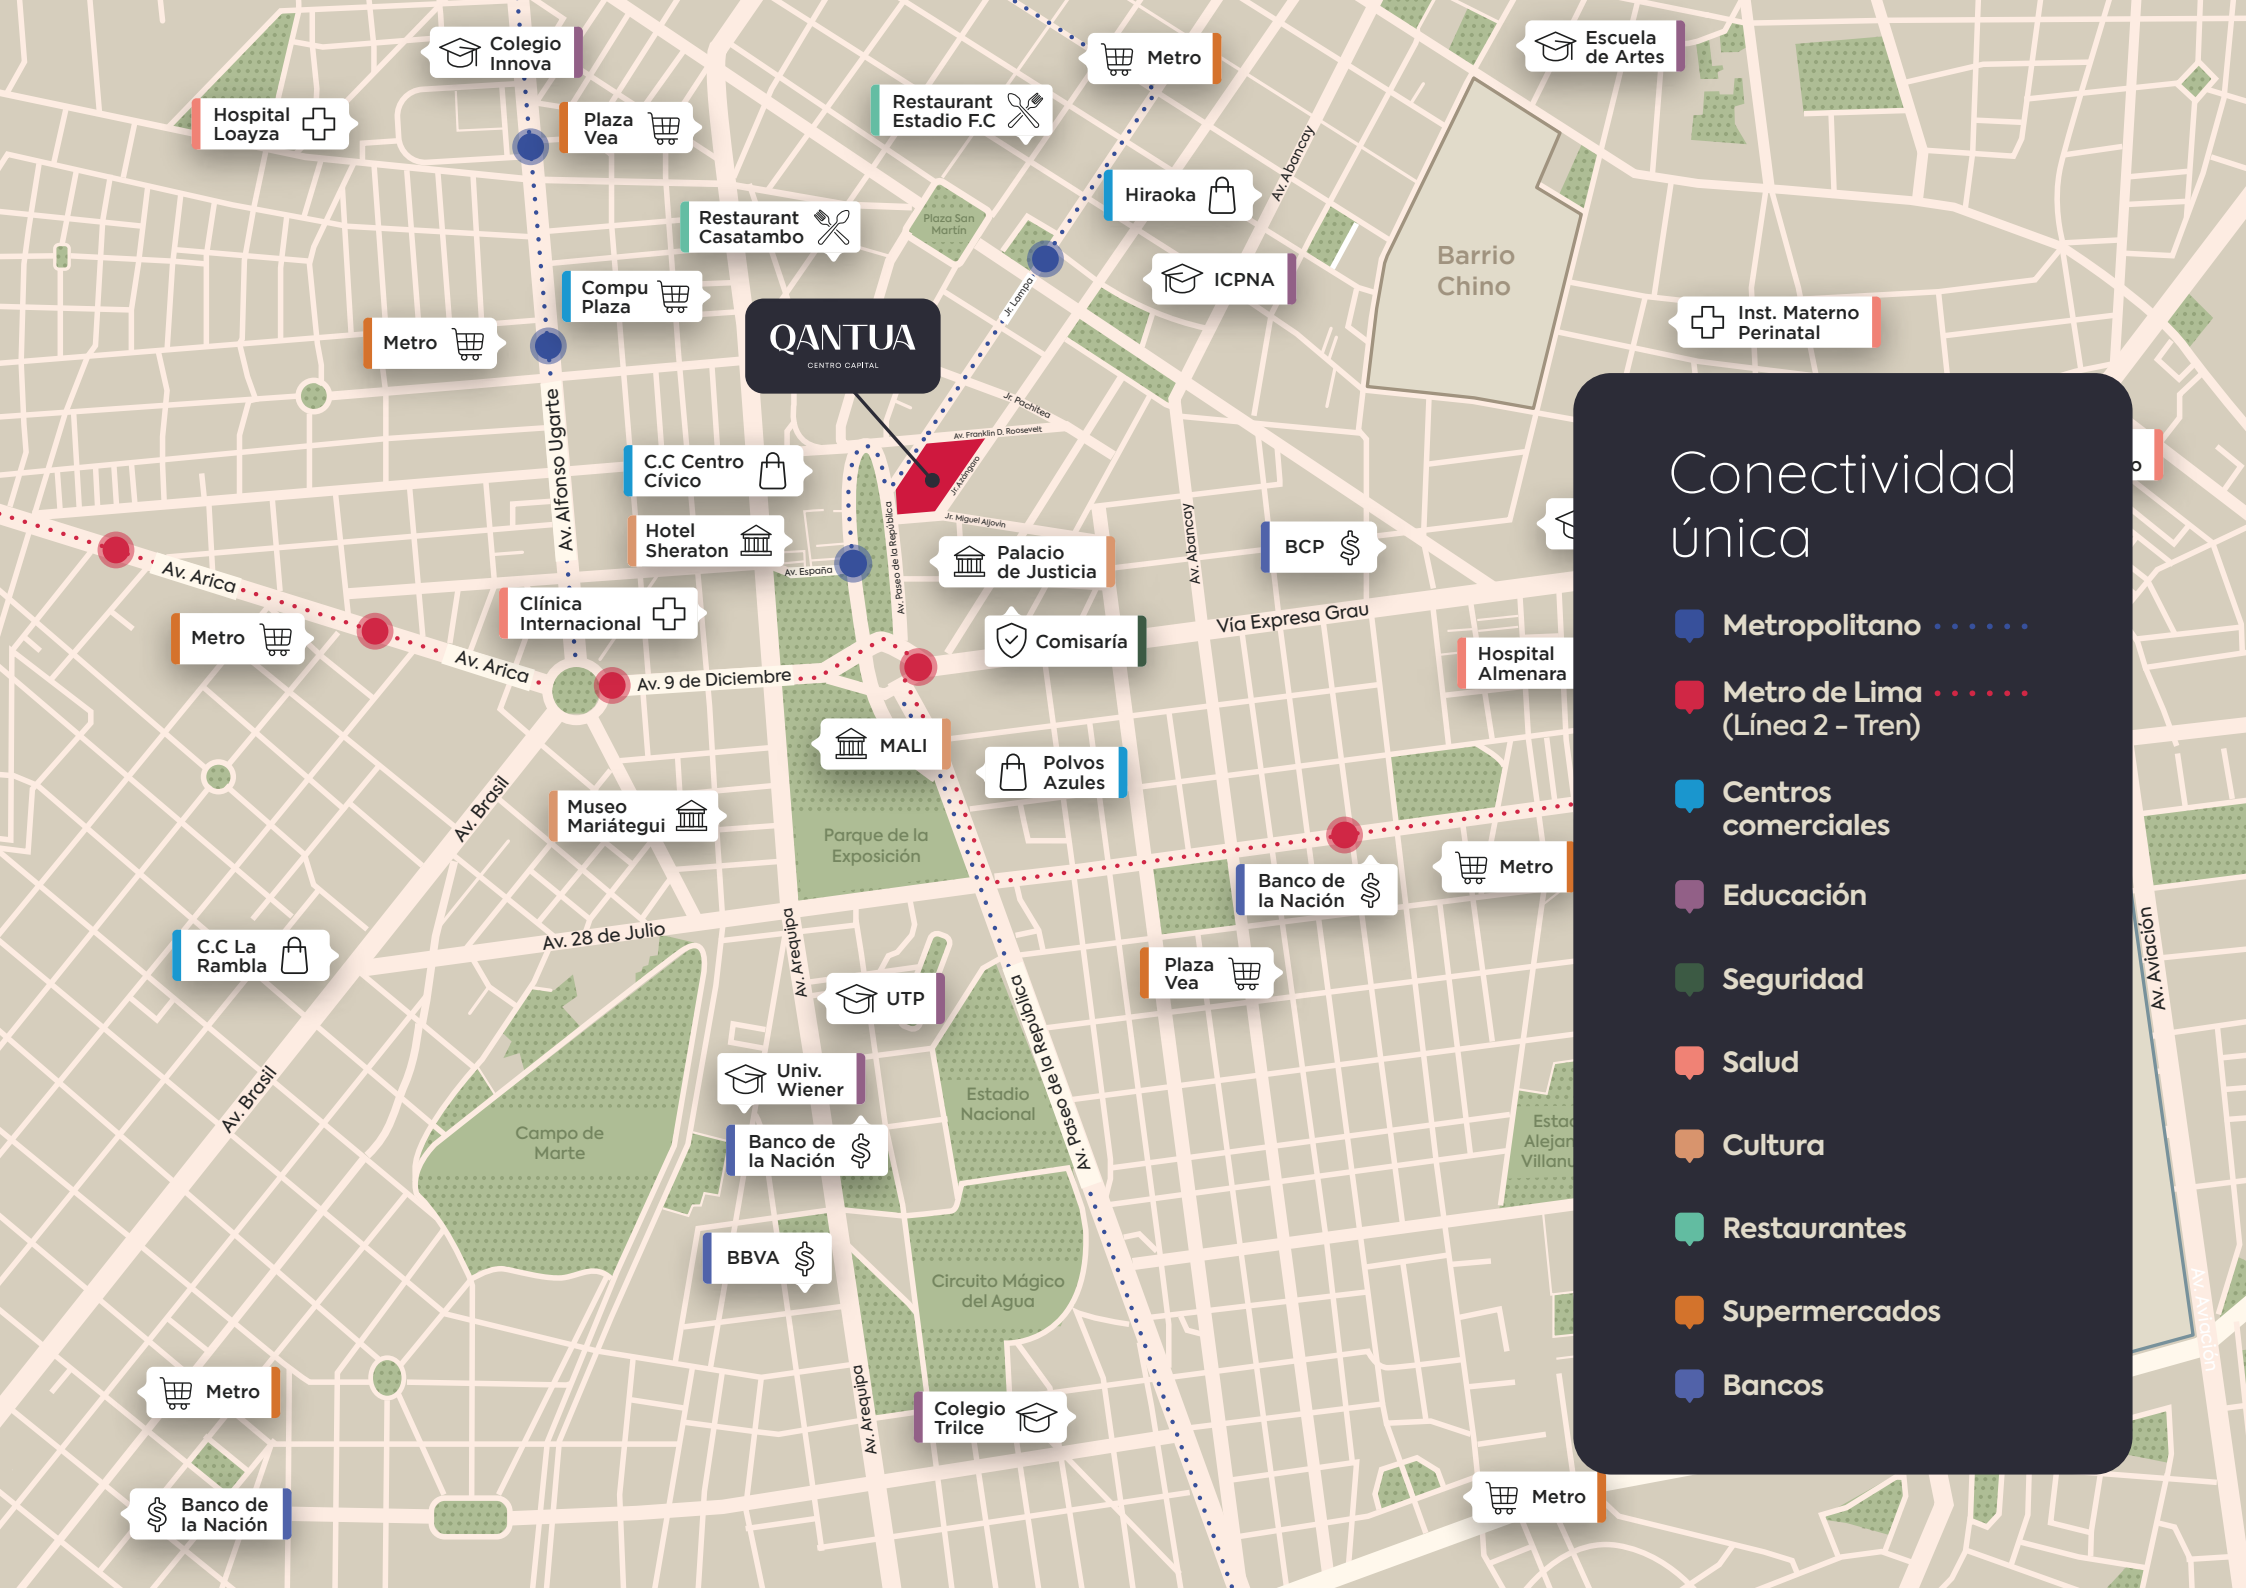 Colegio
Innova
Metro
Escuela
de Artes
Hospital
Loayza
Plaza
Vea
Restaurant
Estadio F.C
Av. Abancay
Hiraoka
Restaurant
Casatambo
Plaza San
Martín
Barrio
Chino
ICPNA
Compu
Plaza
Jr. Lampa
Inst. Materno
Perinatal
Metro
QANTUA
CENTRO CAPITAL
Av. Alfonso Ugarte
Jr. Pachitea
Av. Franklin D. Roosevelt
C.C Centro
Cívico
Jr. Azángaro
Jr. Miguel Aljovin
Av. Paseo de la República
Hotel
Sheraton
Av. España
Palacio
de Justicia
Av. Abancay
BCP
o
Av. Arica
Clínica
Internacional
Vía Expresa Grau
Metro
Comisaría
Av. Arica
Av. 9 de Diciembre
Hospital
Almenara
MALI
Polvos
Azules
Av. Brasil
Museo
Mariátegui
Parque de la
Exposición
Banco de
la Nación
Metro
C.C La
Rambla
Av. 28 de Julio
Av. Arequipa
Plaza
Vea
UTP
Av. Paseo de la República
Av. Brasil
Univ.
Wiener
Estadio
Nacional
Campo de
Marte
Banco de
la Nación
Estad
Alejan
Villanu
BBVA
Circuito Mágico
del Agua
Metro
Av. Arequipa
Colegio
Trilce
Banco de
la Nación
Metro
Conectividad
única
Metropolitano
Metro de Lima
(Línea 2 - Tren)
Centros
comerciales
Educación
Seguridad
Salud
Cultura
Restaurantes
Supermercados
Bancos
Av. Aviación
Av. Aviación